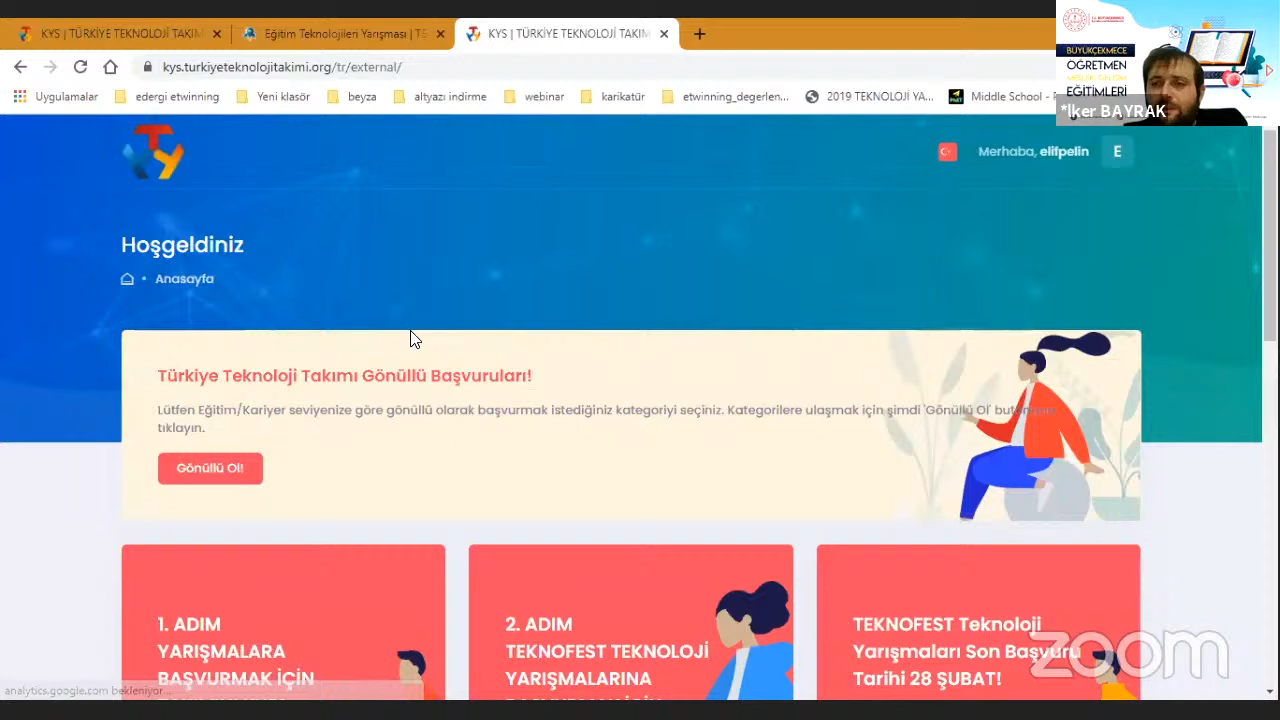 KYS | TÜRKİYE TEKNOLOJİ TAKIMI
Eğitim Teknolojileri Yarışması | TE
KYS | TÜRKİYE TEKNOLOJİ TAKIM
kys.turkiyeteknolojitakimi.org/tr/external/
Uygulamalar
edergi etwinning
Yeni klasör
beyza
altyazı indirme
webinar
karikatür
etwinning_degerlen...
2019 TEKNOLOJİ YA...
Middle School -
BÜYÜKÇEKMECE
ÖĞRETMEN
MESLEKİ GELİŞİM
EĞİTİMLERİ
*lker BAYRAK
Merhaba, elifpelin
E
Hoşgeldiniz
Anasayfa
Türkiye Teknoloji Takımı Gönüllü Başvuruları!
Lütfen Eğitim/Kariyer seviyenize göre gönüllü olarak başvurmak istediğiniz kategoriyi seçiniz. Kategorilere ulaşmak için şimdi 'Gönüllü Ol' butonuna
tıklayın.
Gönüllü Ol!
1. ADIM
YARIŞMALARA
BAŞVURMAK İÇİN
2. ADIM
TEKNOFEST TEKNOLOJİ
YARIŞMALARINA
TEKNOFEST Teknoloji
Yarışmaları Son Başvuru
Tarihi 28 ŞUBAT!
zoom
analytics.google.com bekleniyor...